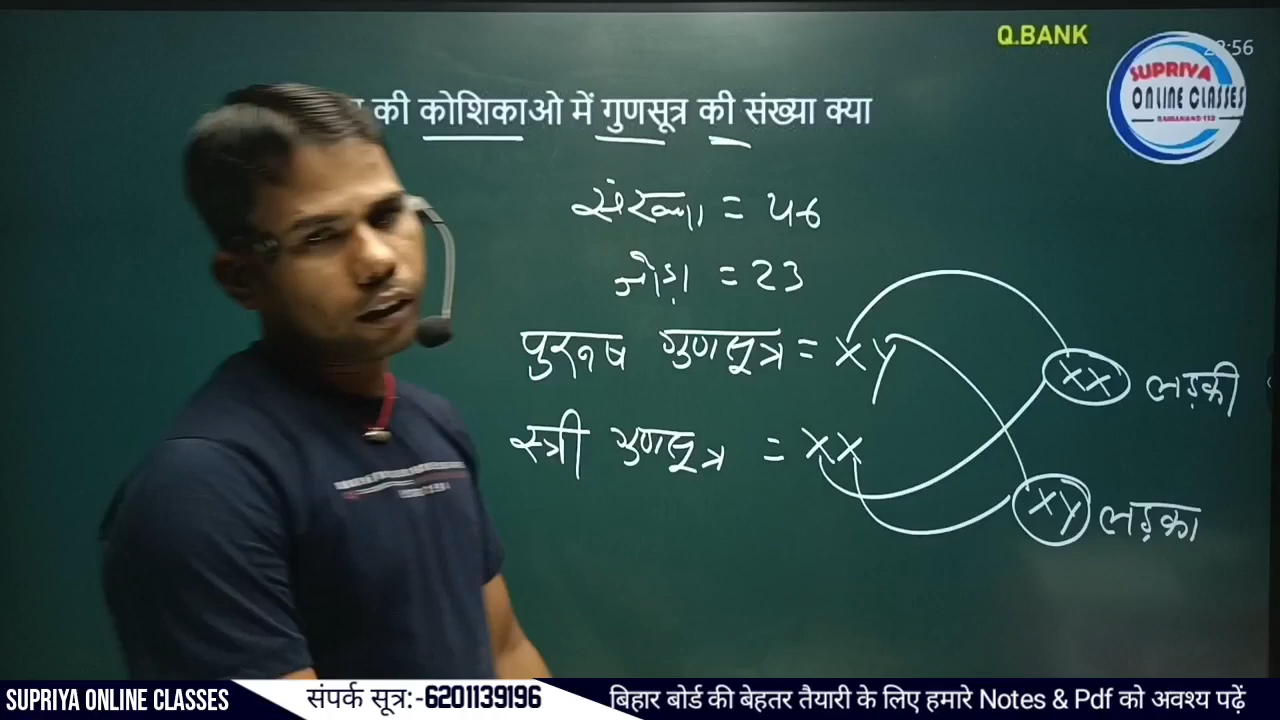 Q.BANK
:56
SUPRIYA
ONLINE CLASSES
की कोशिकाओ में गुणसूत्र की संख्या क्या
संख्या = 46
जोड़ा = 23
पुरुष गुणसूत्र = XY
XX लड़की
स्त्री गुणसूत्र = XX
XY लड़का
SUPRIYA ONLINE CLASSES संपर्क सूत्र:-6201139196 बिहार बोर्ड की बेहतर तैयारी के लिए हमारे Notes & Pdf को अवश्य पढ़ें